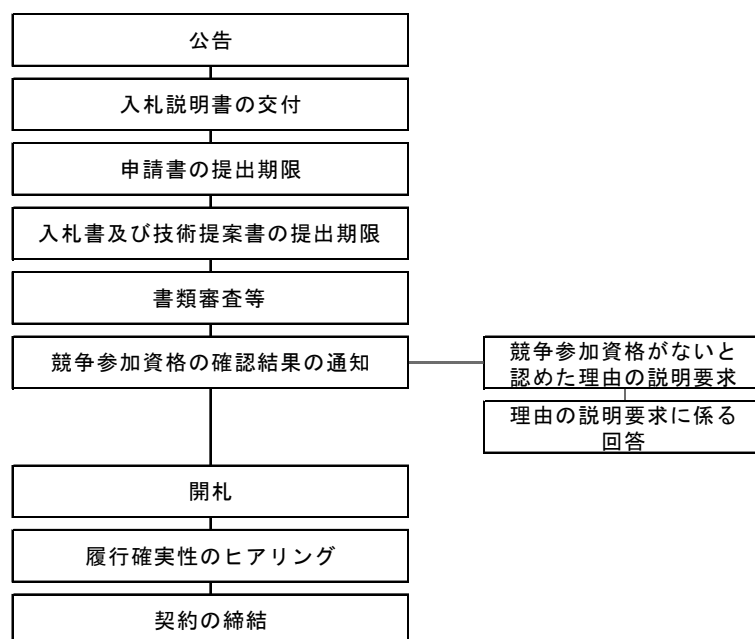 公告
入札説明書の交付
申請書の提出期限
入札書及び技術提案書の提出期限
書類審査等
競争参加資格の確認結果の通知
競争参加資格がないと
認めた理由の説明要求
理由の説明要求に係る
回答
開札
履行確実性のヒアリング
契約の締結